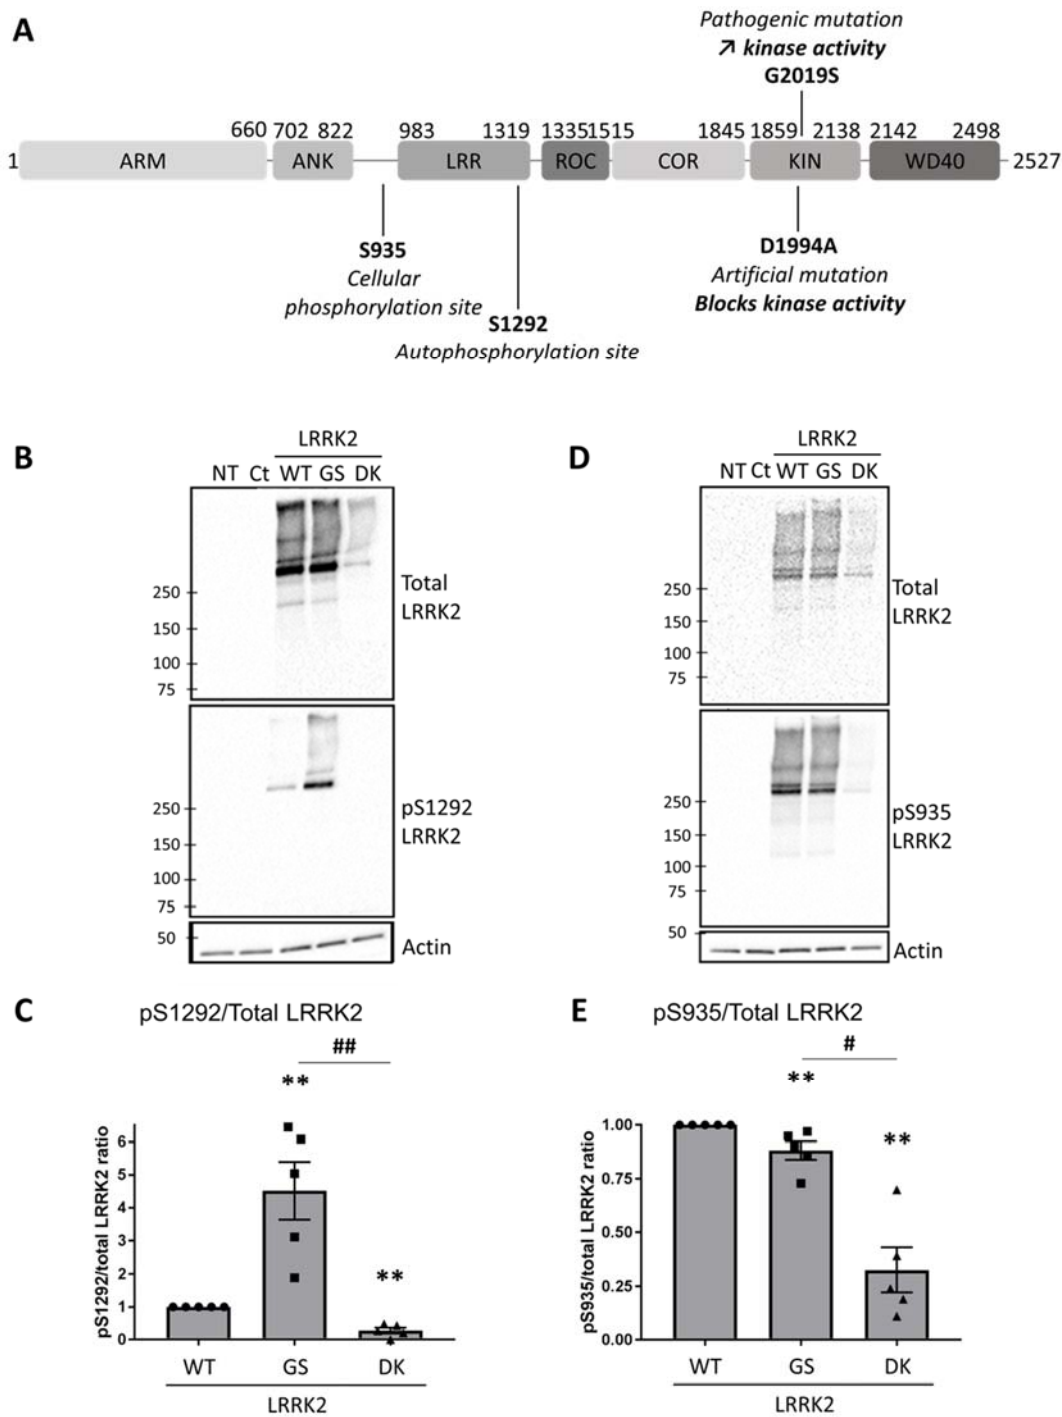 A
Pathogenic mutation
↗ kinase activity
G2019S
660 702 822 983 1319 1335 1515 1845 1859 2138 2142 2498
1 ARM ANK LRR ROC COR KIN WD40 2527
S935
Cellular
phosphorylation site
S1292
Autophosphorylation site
D1994A
Artificial mutation
Blocks kinase activity
B
LRRK2
NT Ct WT GS DK
250
150
100
75
Total
LRRK2
250
150
100
75
pS1292
LRRK2
50
Actin
D
LRRK2
NT Ct WT GS DK
250
150
100
75
Total
LRRK2
250
150
100
75
pS935
LRRK2
50
Actin
C
pS1292/Total LRRK2
##
**
**
pS1292/total LRRK2 ratio
6
5
4
3
2
1
0
WT GS DK
LRRK2
E
pS935/Total LRRK2
#
**
**
pS935/total LRRK2 ratio
1.00
0.75
0.50
0.25
0.00
WT GS DK
LRRK2